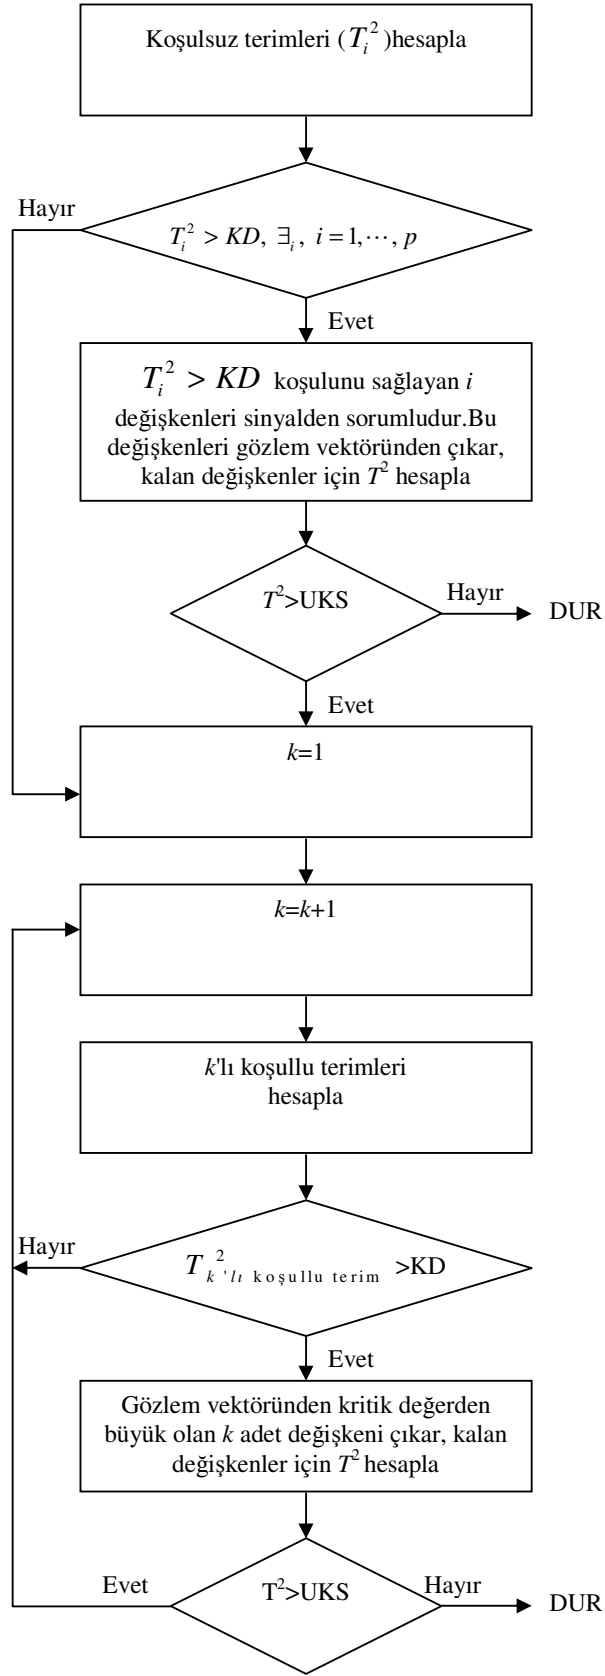 Koşulsuz terimleri (T_i^2)hesapla
Hayır
T_i^2 > KD, ∃_i, i = 1,⋯, p
Evet
T_i^2 > KD koşulunu sağlayan i
değişkenleri sinyalden sorumludur.Bu
değişkenleri gözlem vektöründen çıkar,
kalan değişkenler için T^2 hesapla
T^2>UKS
Hayır
DUR
Evet
k=1
k=k+1
k'lı koşullu terimleri
hesapla
Hayır
T^2_{k'lı koşullu terim} >KD
Evet
Gözlem vektöründen kritik değerden
büyük olan k adet değişkeni çıkar, kalan
değişkenler için T^2 hesapla
Evet
T^2>UKS
Hayır
DUR